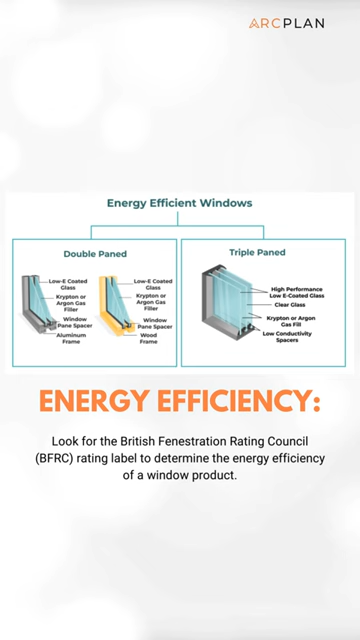 ARCPLAN
Energy Efficient Windows
Double Paned
Low-E Coated
Glass
Krypton or
Argon Gas
Filler
Window
Pane Spacer
Aluminum
Frame
Low-E Coated
Glass
Krypton or
Argon Gas
Filler
Window
Pane Spacer
Wood
Frame
Triple Paned
High Performance
Low E-Coated Glass
Clear Glass
Krypton or Argon
Gas Fill
Low Conductivity
Spacers
ENERGY EFFICIENCY:
Look for the British Fenestration Rating Council
(BFRC) rating label to determine the energy efficiency
of a window product.